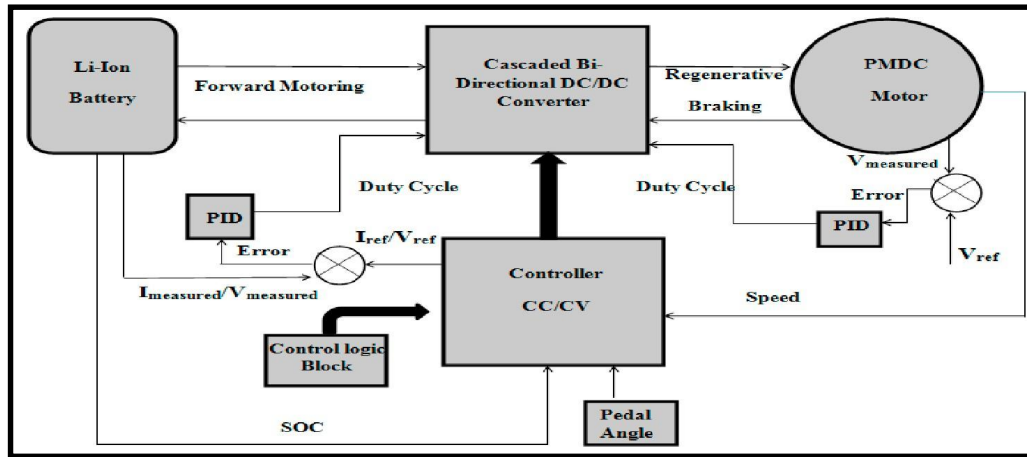 Li-Ion
Battery
Forward Motoring
Cascaded Bi-
Directional DC/DC
Converter
Regenerative
Braking
PMDC
Motor
Vmeasured
Duty Cycle
Duty Cycle
PID
Error
Iref/Vref
Imeasured/Vmeasured
Error
PID
Vref
Controller
CC/CV
Speed
Control logic
Block
SOC
Pedal
Angle